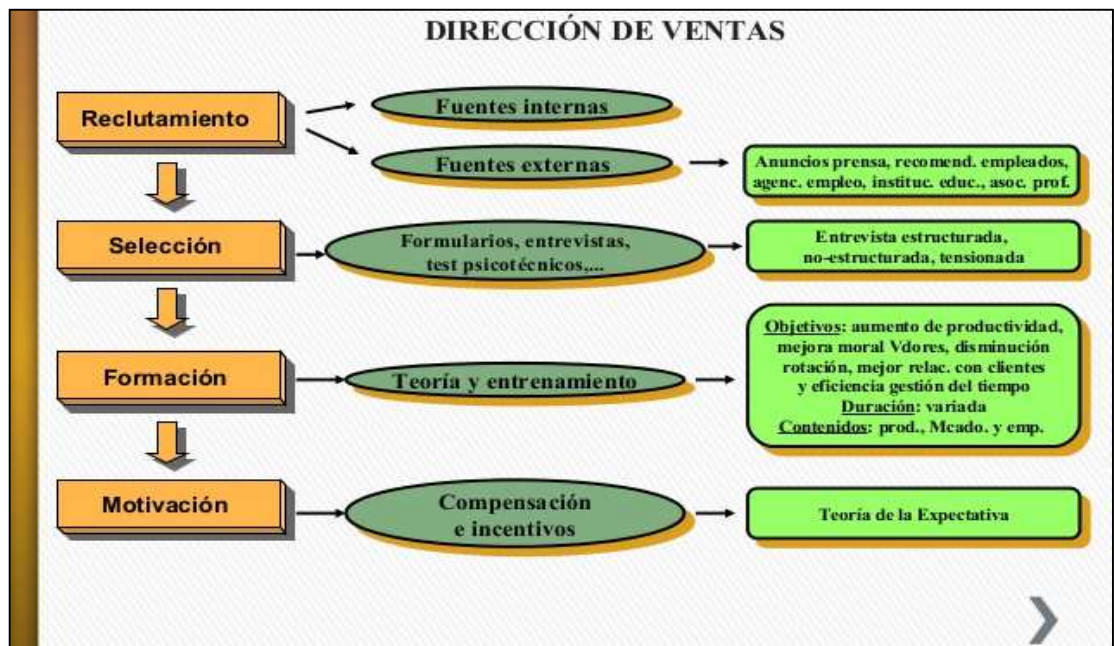 DIRECCIÓN DE VENTAS
Reclutamiento
Fuentes internas
Fuentes externas
Anuncios prensa, recomend. empleados,
agenc. empleo, instituc. educ., asoc. prof.
Selección
Formularios, entrevistas,
test psicotécnicos,...
Entrevista estructurada,
no-estructurada, tensionada
Formación
Teoría y entrenamiento
Objetivos: aumento de productividad,
mejora moral Vdores, disminución
rotación, mejor relac. con clientes
y eficiencia gestión del tiempo
Duración: variada
Contenidos: prod., Mcado. y emp.
Motivación
Compensación
e incentivos
Teoría de la Expectativa